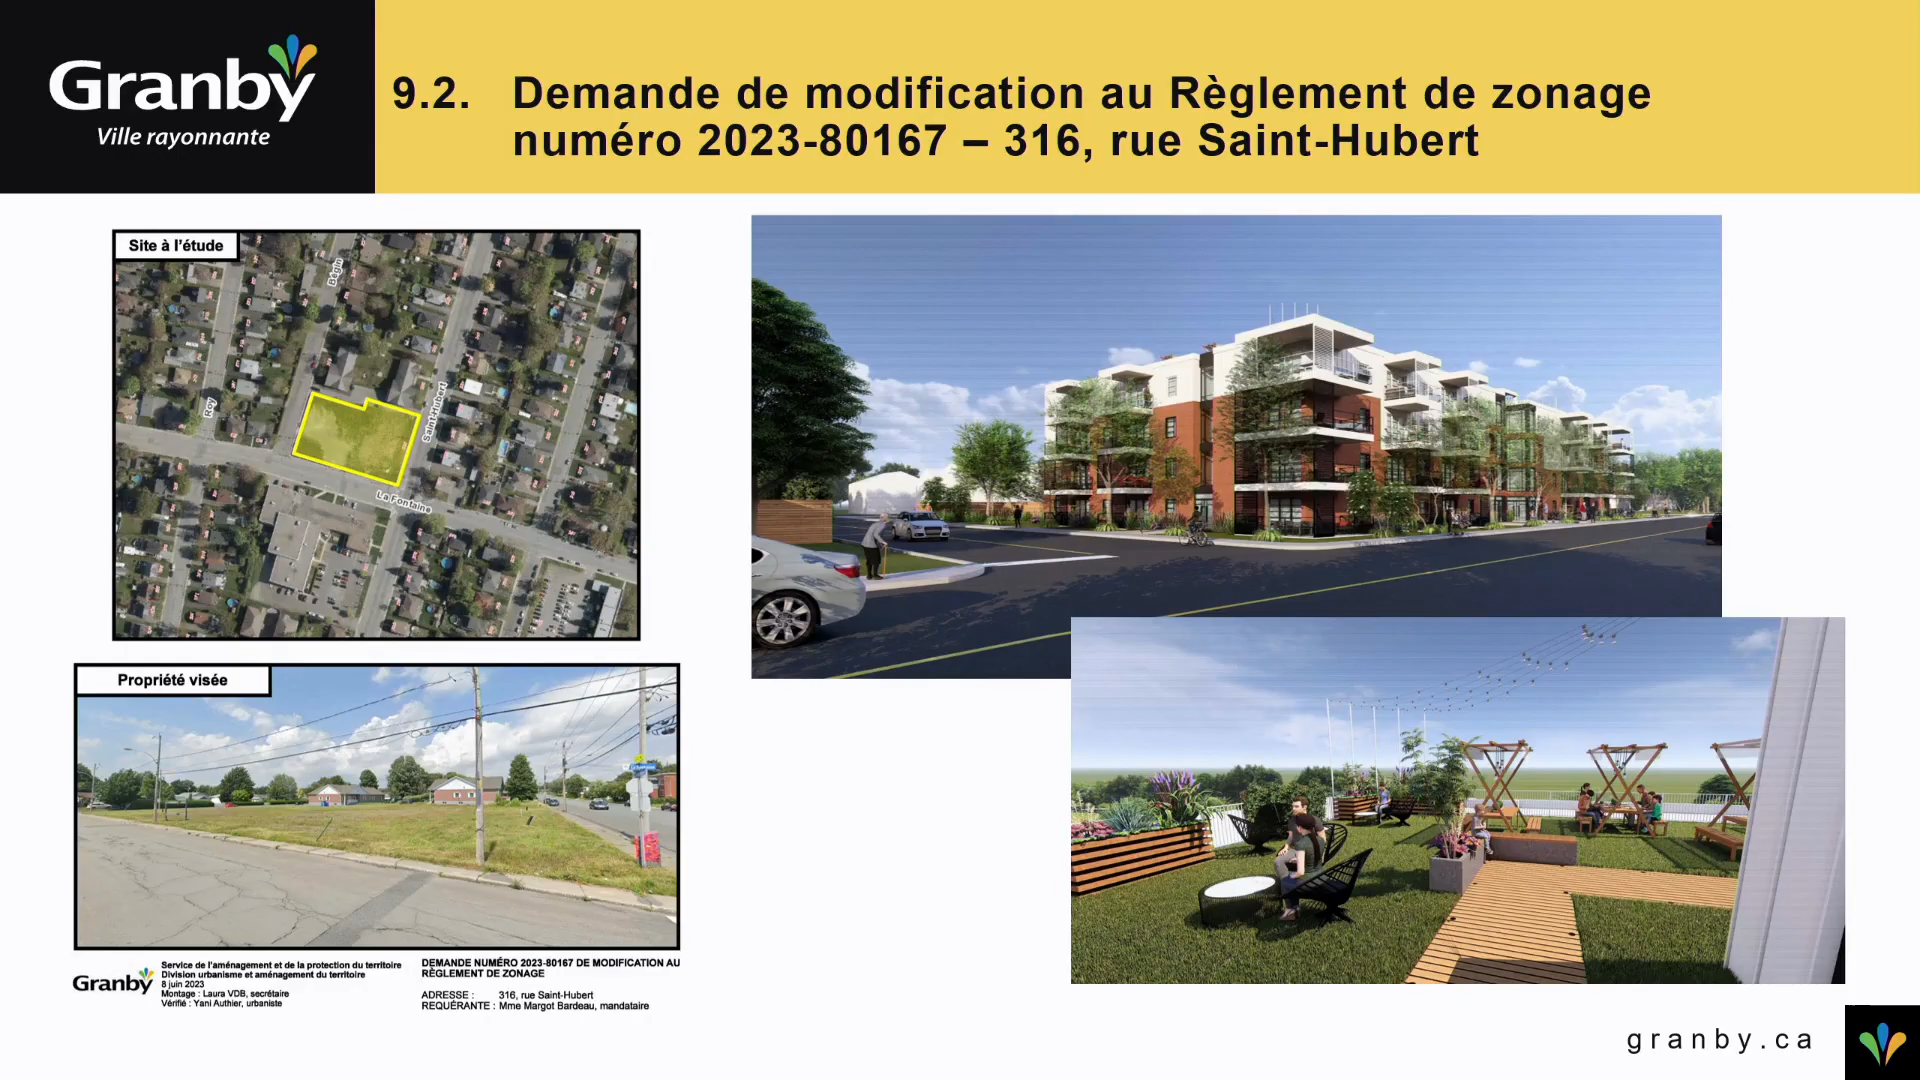 Granby
Ville rayonnante
9.2. Demande de modification au Règlement de zonage
numéro 2023-80167 – 316, rue Saint-Hubert
Site à l'étude
Bégin
Roy
Saint-Hubert
La Fontaine
Propriété visée
Granby
Service de l'aménagement et de la protection du territoire
Division urbanisme et aménagement du territoire
8 juin 2023
Montage : Laura VDB, secrétaire
Vérifié : Yani Authier, urbaniste
DEMANDE NUMÉRO 2023-80167 DE MODIFICATION AU
RÈGLEMENT DE ZONAGE
ADRESSE : 316, rue Saint-Hubert
REQUÉRANTE : Mme Margot Bardeau, mandataire
granby.ca